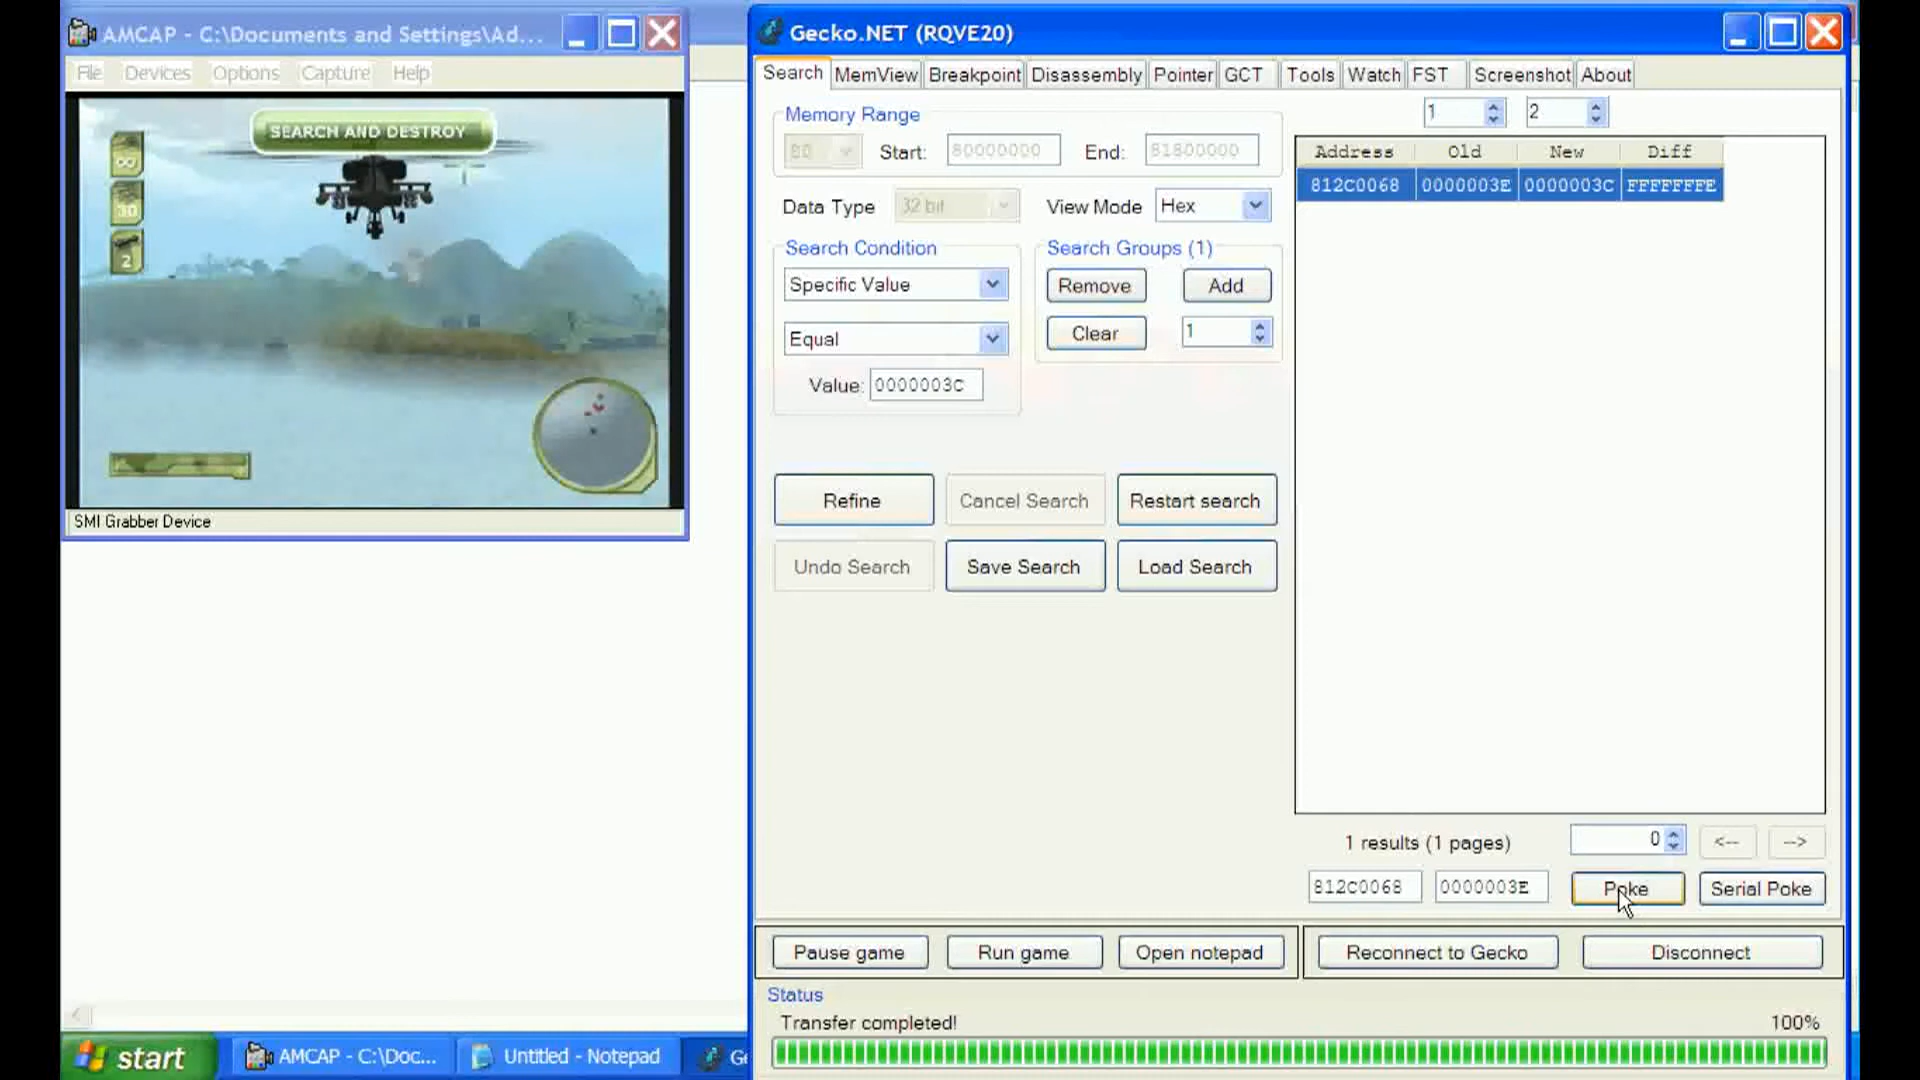 AMCAP - C:\Documents and Settings\Ad...
File Devices Options Capture Help
SEARCH AND DESTROY
∞
30
2
SMI Grabber Device
Gecko.NET (RQVE20)
Search MemView Breakpoint Disassembly Pointer GCT Tools Watch FST Screenshot About
Memory Range
80 Start: 80000000 End: 81800000
Data Type 32 bit View Mode Hex
Search Condition
Specific Value
Equal
Value: 0000003C
Search Groups (1)
Remove Add
Clear 1
Refine Cancel Search Restart search
Undo Search Save Search Load Search
1 2
Address Old New Diff
812C0068 0000003E 0000003C FFFFFFFE
1 results (1 pages) 0 <-- -->
812C0068 0000003E Poke Serial Poke
Pause game Run game Open notepad Reconnect to Gecko Disconnect
Status
Transfer completed! 100%
start AMCAP - C:\Doc... Untitled - Notepad Ge